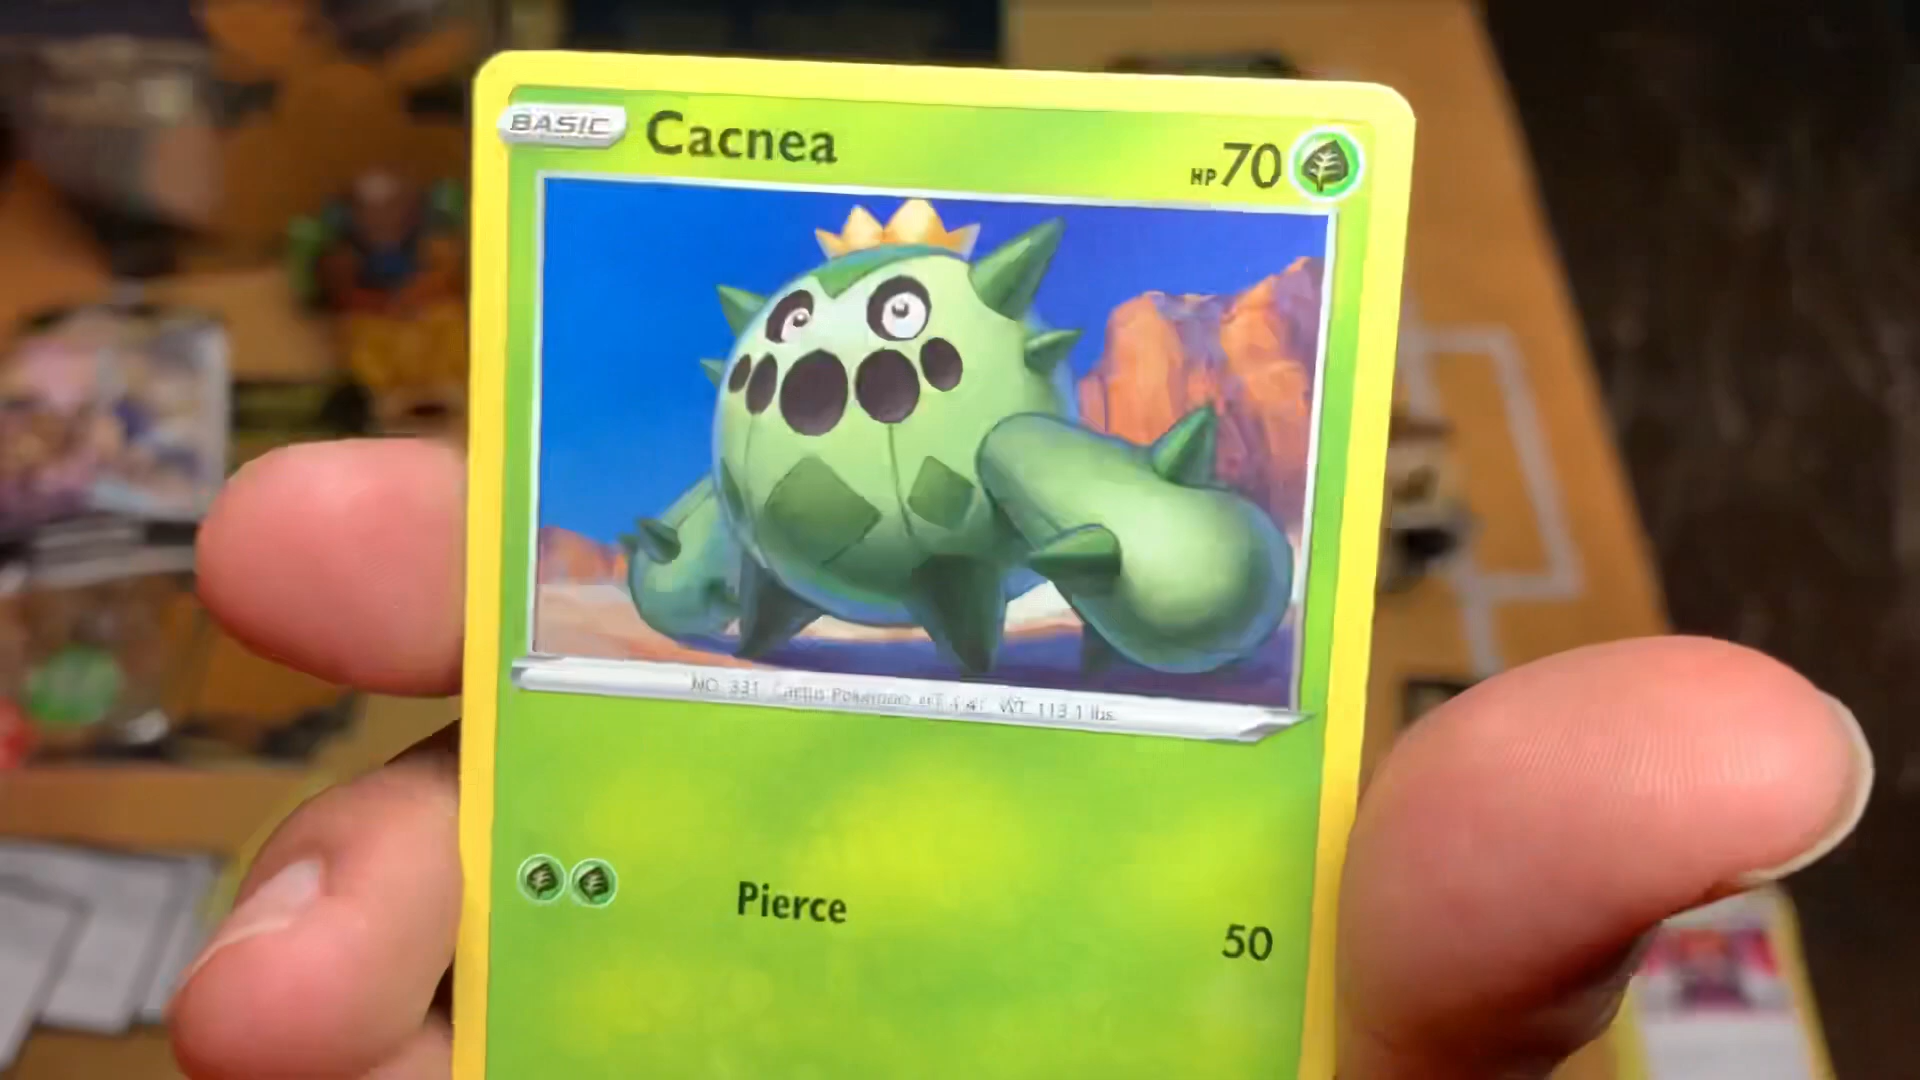 BASIC Cacnea HP 70
NO. 331 Cactus Pokémon HT 1'4" WT. 113.1 lbs.
Pierce 50